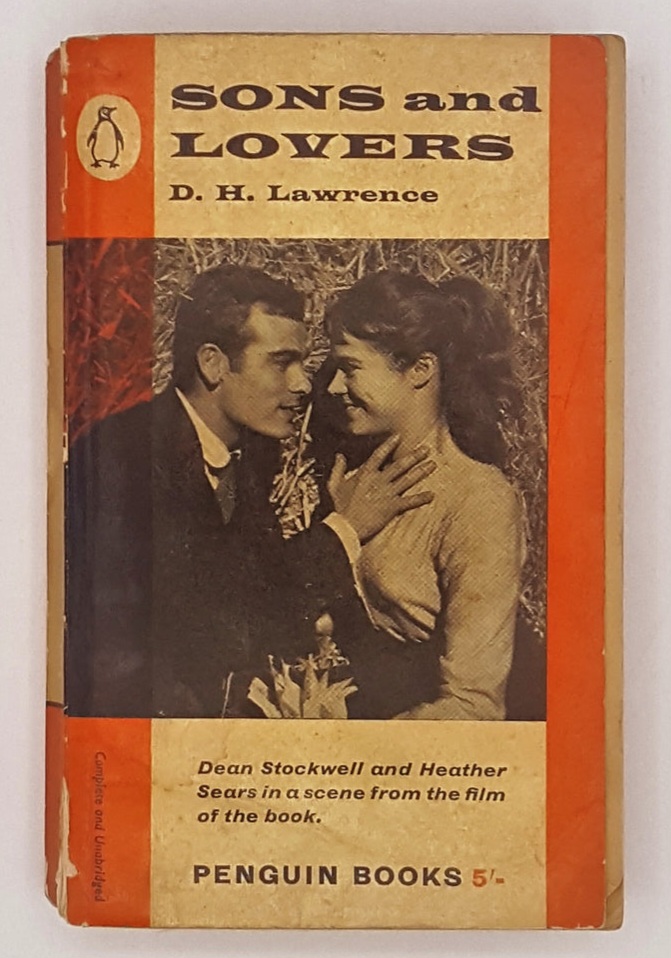 SONS and
LOVERS
D. H. Lawrence
Dean Stockwell and Heather
Sears in a scene from the film
of the book.
PENGUIN BOOKS 5/-
Complete and Unabridged